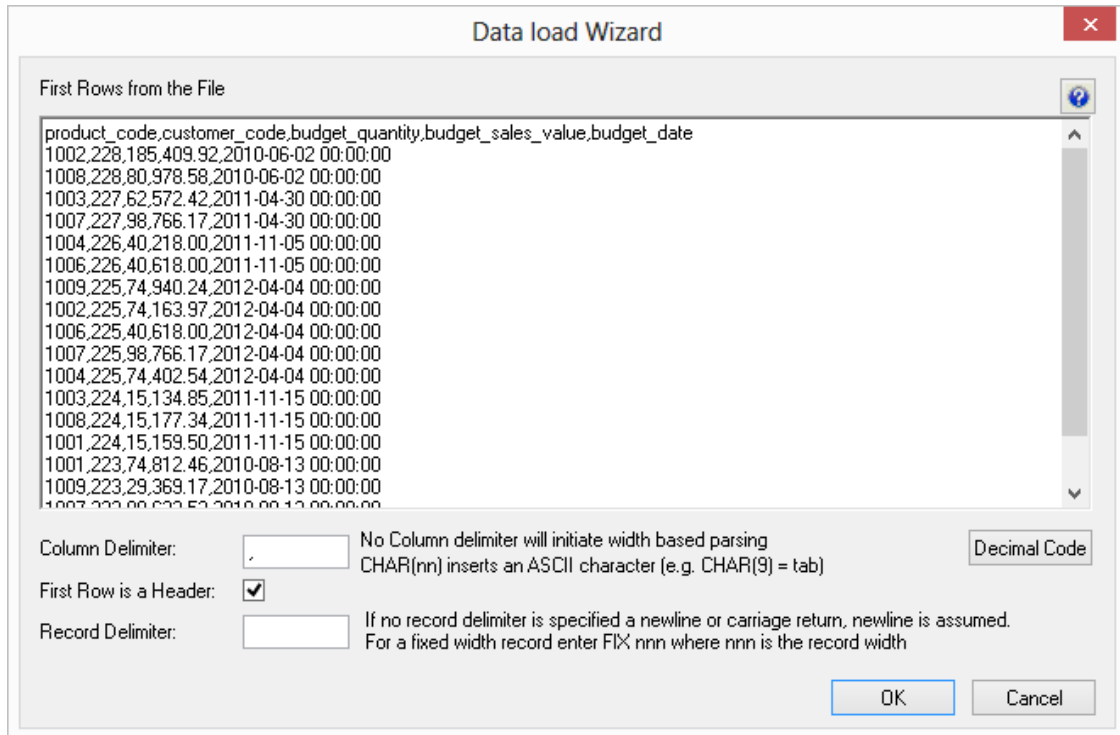 Data load Wizard
First Rows from the File
product_code,customer_code,budget_quantity,budget_sales_value,budget_date
1002,228,185,409.92,2010-06-02 00:00:00
1008,228,80,978.58,2010-06-02 00:00:00
1003,227,62,572.42,2011-04-30 00:00:00
1007,227,98,766.17,2011-04-30 00:00:00
1004,226,40,218.00,2011-11-05 00:00:00
1006,226,40,618.00,2011-11-05 00:00:00
1009,225,74,940.24,2012-04-04 00:00:00
1002,225,74,163.97,2012-04-04 00:00:00
1006,225,40,618.00,2012-04-04 00:00:00
1007,225,98,766.17,2012-04-04 00:00:00
1004,225,74,402.54,2012-04-04 00:00:00
1003,224,15,134.85,2011-11-15 00:00:00
1008,224,15,177.34,2011-11-15 00:00:00
1001,224,15,159.50,2011-11-15 00:00:00
1001,223,74,812.46,2010-08-13 00:00:00
1009,223,29,369.17,2010-08-13 00:00:00
Column Delimiter: , No Column delimiter will initiate width based parsing
CHAR(nn) inserts an ASCII character (e.g. CHAR(9) = tab)
Decimal Code
First Row is a Header:
Record Delimiter: If no record delimiter is specified a newline or carriage return, newline is assumed.
For a fixed width record enter FIX nnn where nnn is the record width
OK Cancel